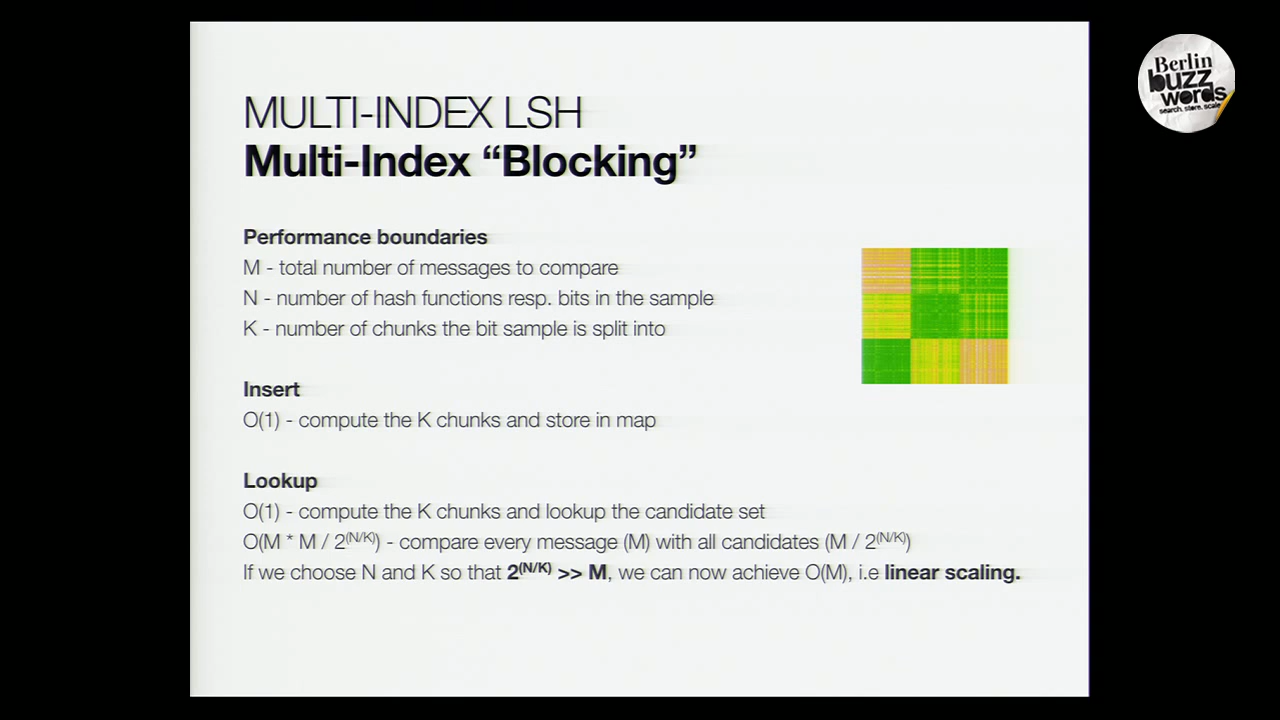 MULTI-INDEX LSH
Multi-Index “Blocking”
Performance boundaries
M - total number of messages to compare
N - number of hash functions resp. bits in the sample
K - number of chunks the bit sample is split into
Insert
O(1) - compute the K chunks and store in map
Lookup
O(1) - compute the K chunks and lookup the candidate set
O(M * M / 2^(N/K)) - compare every message (M) with all candidates (M / 2^(N/K))
If we choose N and K so that 2^(N/K) >> M, we can now achieve O(M), i.e linear scaling.
Berlin
buzz
words
search. store. scale